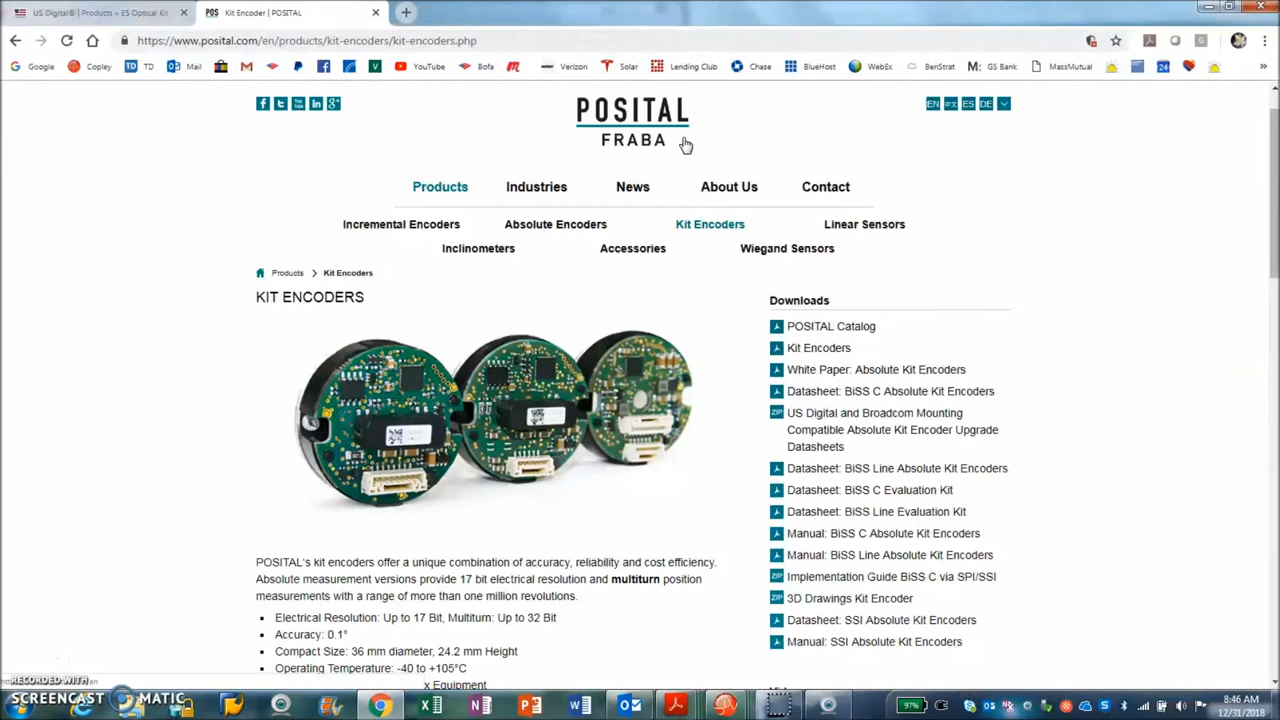 US Digital® | Products » ES Optical Kit
POS Kit Encoder | POSITAL
https://www.posital.com/en/products/kit-encoders/kit-encoders.php
Google Copley TD Mail YouTube Bofa Verizon Solar Lending Club Chase BlueHost WebEx BenStrat GS Bank MassMutual
EN 中文 ES DE
POSITAL
FRABA
Products Industries News About Us Contact
Incremental Encoders Absolute Encoders Kit Encoders Linear Sensors
Inclinometers Accessories Wiegand Sensors
Products > Kit Encoders
KIT ENCODERS
POSITAL's kit encoders offer a unique combination of accuracy, reliability and cost efficiency.
Absolute measurement versions provide 17 bit electrical resolution and multiturn position
measurements with a range of more than one million revolutions.
Electrical Resolution: Up to 17 Bit, Multiturn: Up to 32 Bit
Accuracy: 0.1°
Compact Size: 36 mm diameter, 24.2 mm Height
Operating Temperature: -40 to +105°C
x Equipment
Downloads
POSITAL Catalog
Kit Encoders
White Paper: Absolute Kit Encoders
Datasheet: BiSS C Absolute Kit Encoders
ZIP US Digital and Broadcom Mounting
Compatible Absolute Kit Encoder Upgrade
Datasheets
Datasheet: BiSS Line Absolute Kit Encoders
Datasheet: BiSS C Evaluation Kit
Datasheet: BiSS Line Evaluation Kit
Manual: BiSS C Absolute Kit Encoders
Manual: BiSS Line Absolute Kit Encoders
ZIP Implementation Guide BiSS C via SPI/SSI
ZIP 3D Drawings Kit Encoder
Datasheet: SSI Absolute Kit Encoders
Manual: SSI Absolute Kit Encoders
RECORDED WITH
SCREENCAST MATIC
97%
8:46 AM
12/31/2018